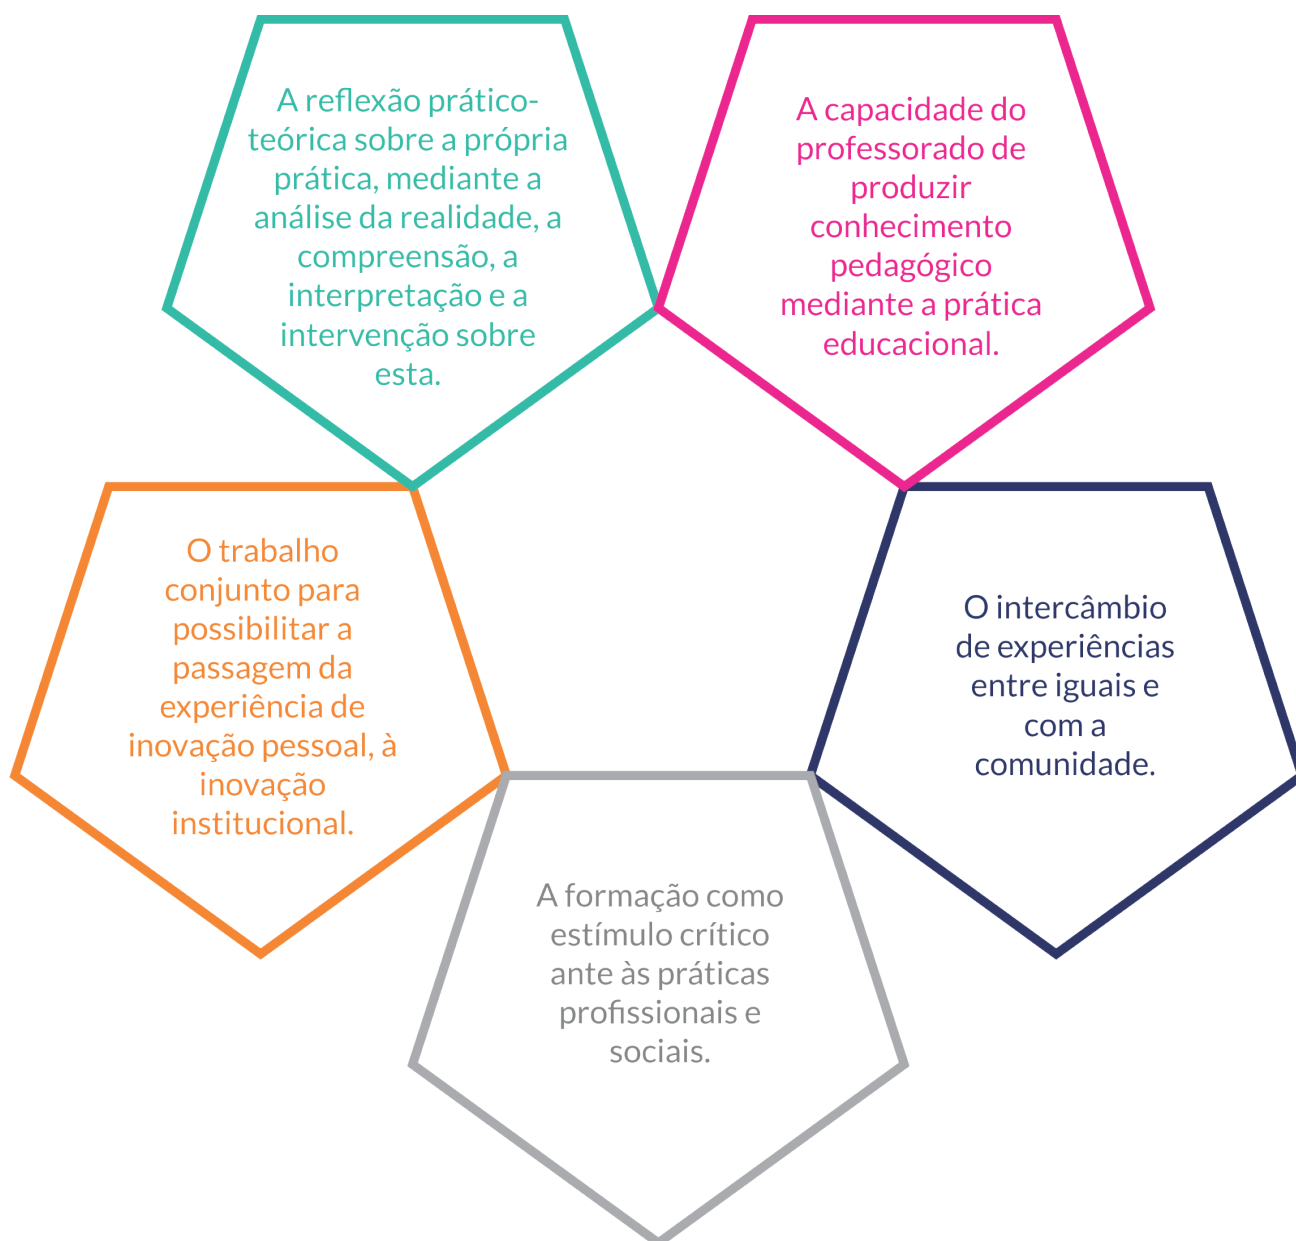 A reflexão prático-
teórica sobre a própria
prática, mediante a
análise da realidade, a
compreensão, a
interpretação e a
intervenção sobre
esta.
A capacidade do
professorado de
produzir
conhecimento
pedagógico
mediante a prática
educacional.
O trabalho
conjunto para
possibilitar a
passagem da
experiência de
inovação pessoal, à
inovação
institucional.
O intercâmbio
de experiências
entre iguais e
com a
comunidade.
A formação como
estímulo crítico
ante às práticas
profissionais e
sociais.